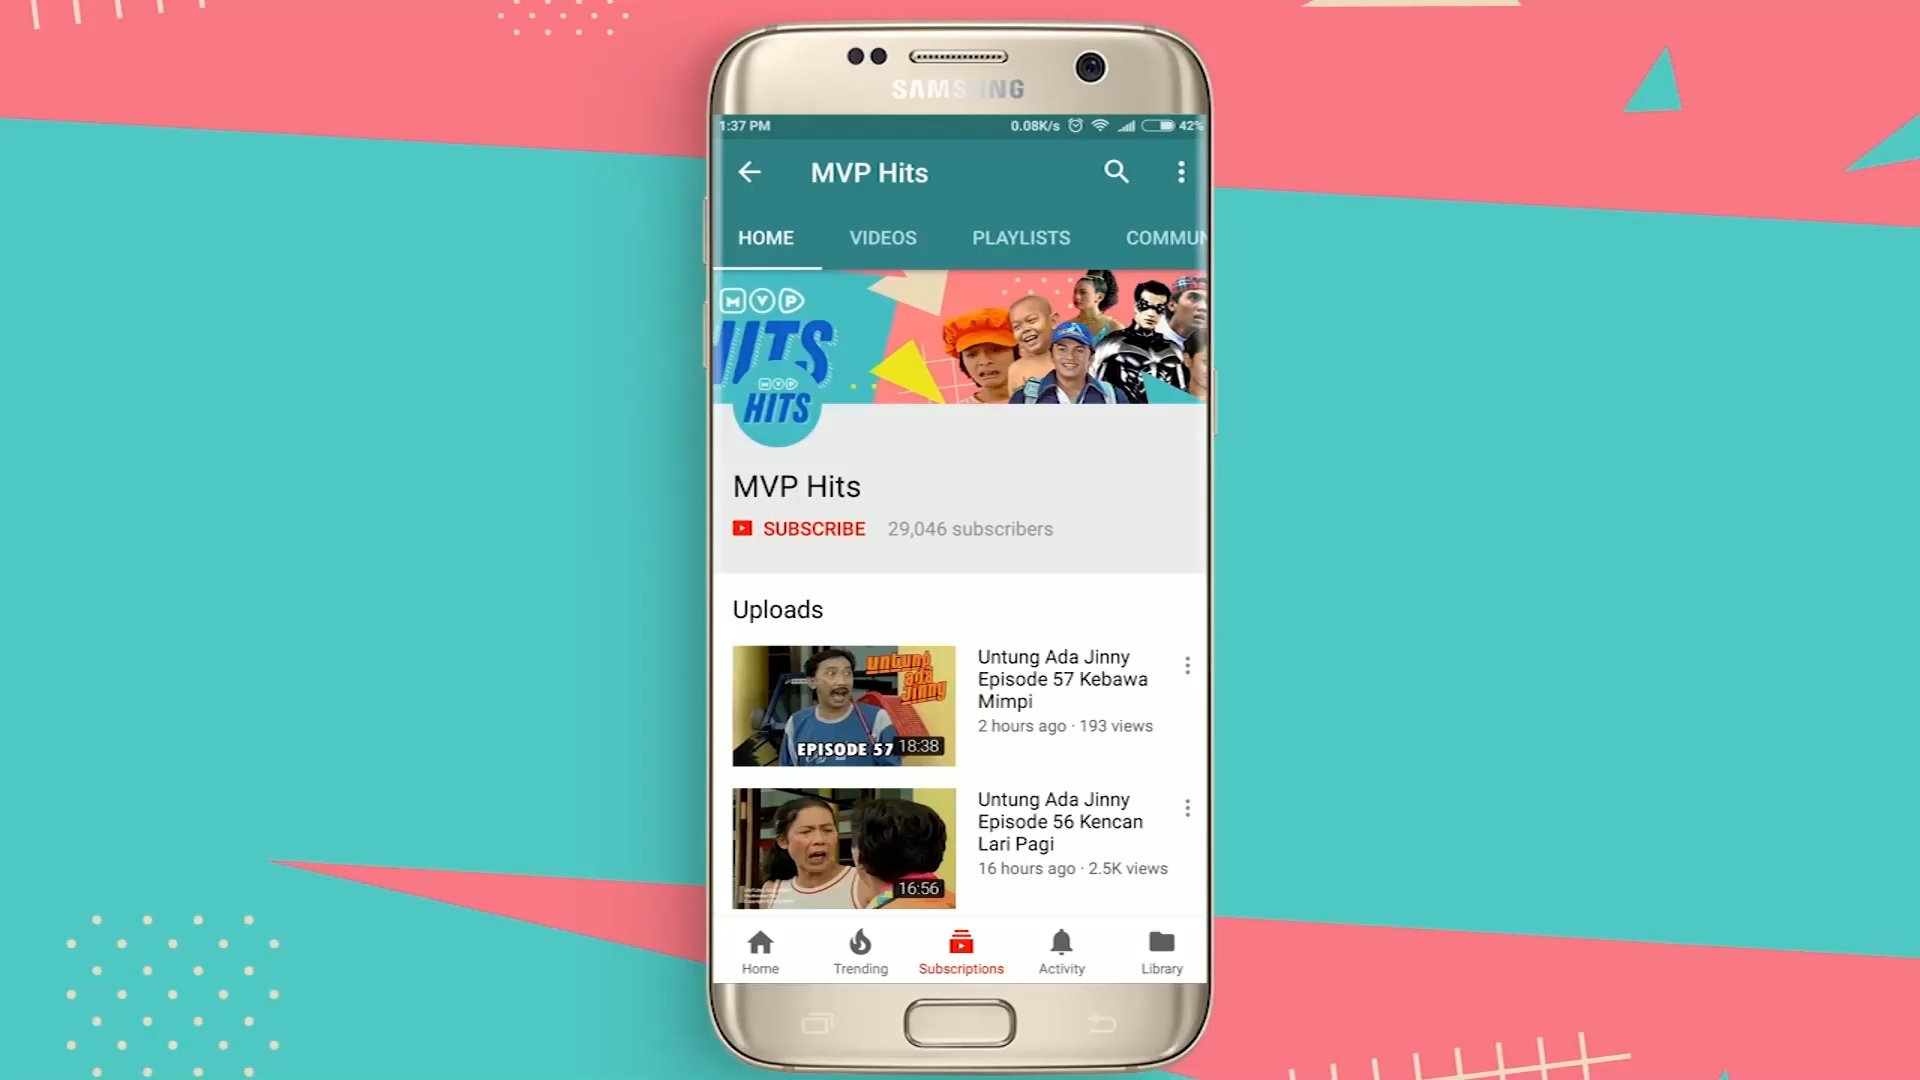 SAMSUNG
1:37 PM 0.08K/s 42%
MVP Hits
HOME VIDEOS PLAYLISTS COMMUN
MVP
HITS
MVP
HITS
MVP Hits
SUBSCRIBE 29,046 subscribers
Uploads
untung
ada
jinny
EPISODE 57 18:38
Untung Ada Jinny
Episode 57 Kebawa
Mimpi
2 hours ago · 193 views
16:56
Untung Ada Jinny
Episode 56 Kencan
Lari Pagi
16 hours ago · 2.5K views
Home Trending Subscriptions Activity Library